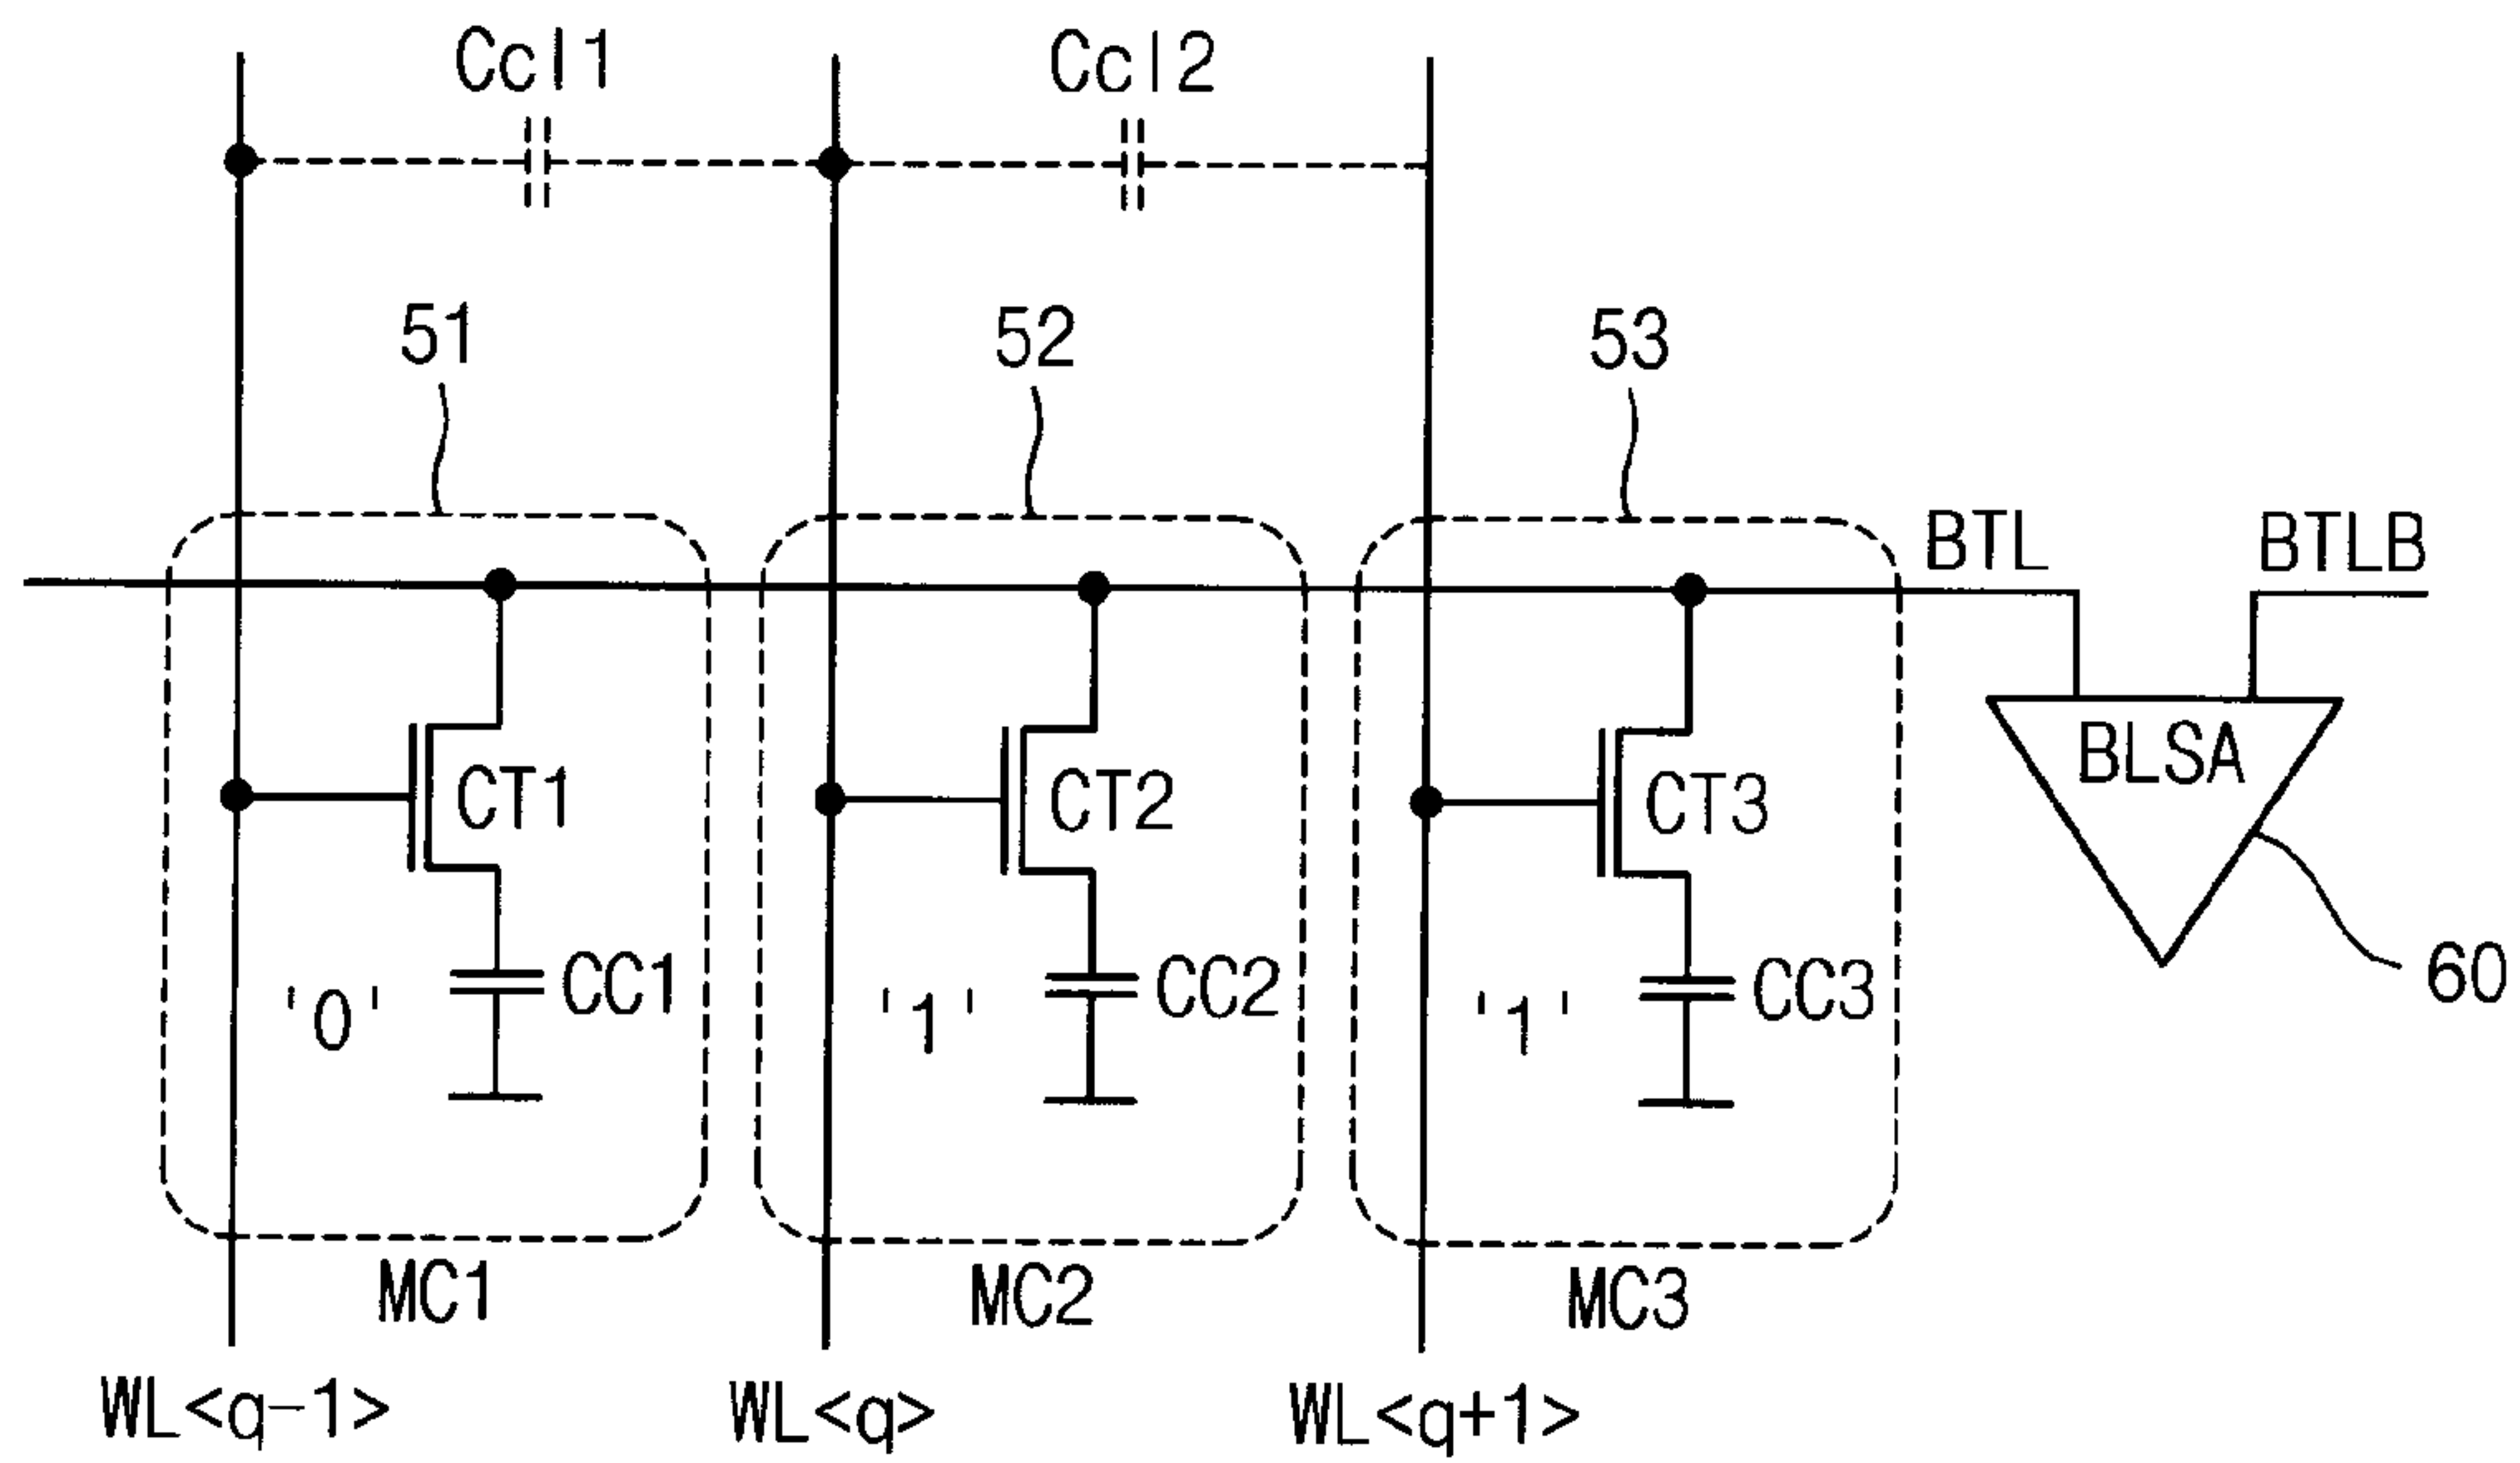 Ccl1 Ccl2
51 52 53
BTL BTLB
CT1 CT2 CT3 BLSA
'0' CC1 '1' CC2 '1' CC3 60
MC1 MC2 MC3
WL<q-1> WL<q> WL<q+1>